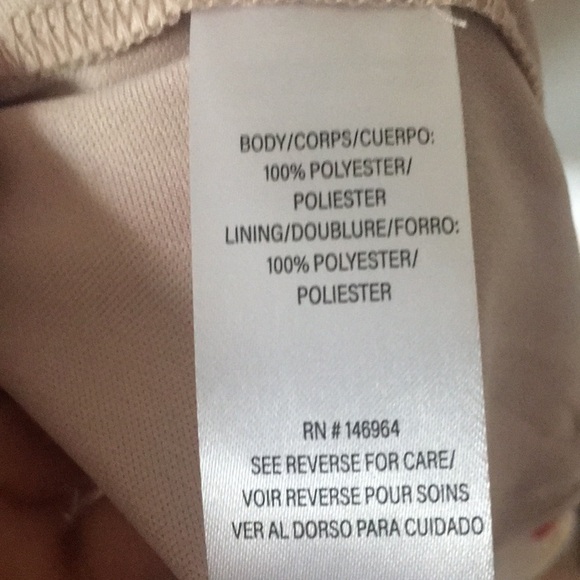 BODY/CORPS/CUERPO:
100% POLYESTER/
POLIESTER
LINING/DOUBLURE/FORRO:
100% POLYESTER/
POLIESTER
RN # 146964
SEE REVERSE FOR CARE/
VOIR REVERSE POUR SOINS
VER AL DORSO PARA CUIDADO